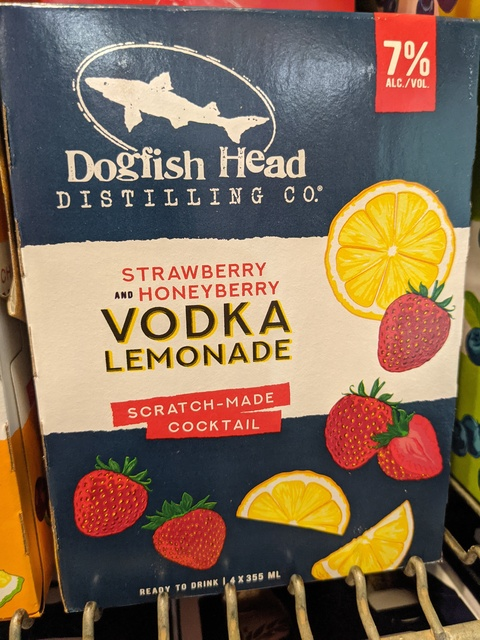 7%
ALC./VOL.
Dogfish Head
DISTILLING CO.®
STRAWBERRY
AND HONEYBERRY
VODKA
LEMONADE
SCRATCH-MADE
COCKTAIL
READY TO DRINK | 4 X 355 ML